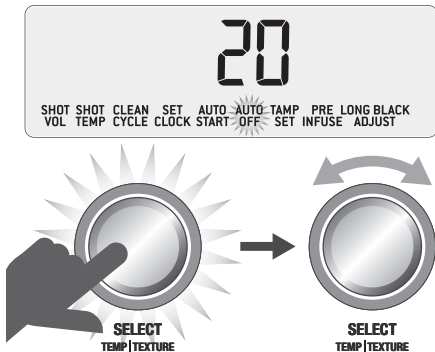 20
SHOT SHOT CLEAN SET AUTO AUTO TAMP PRE LONG BLACK
VOL TEMP CYCLE CLOCK START OFF SET INFUSE ADJUST
SELECT SELECT
TEMP|TEXTURE TEMP|TEXTURE